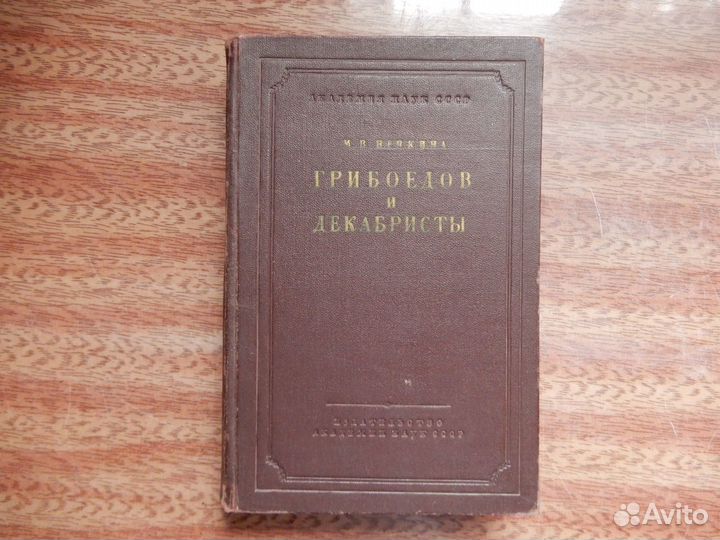 АКАДЕМИЯ НАУК СССР
М. В. НЕЧКИНА
ГРИБОЕДОВ
И
ДЕКАБРИСТЫ
ИЗДАТЕЛЬСТВО
АКАДЕМИИ НАУК СССР
Avito